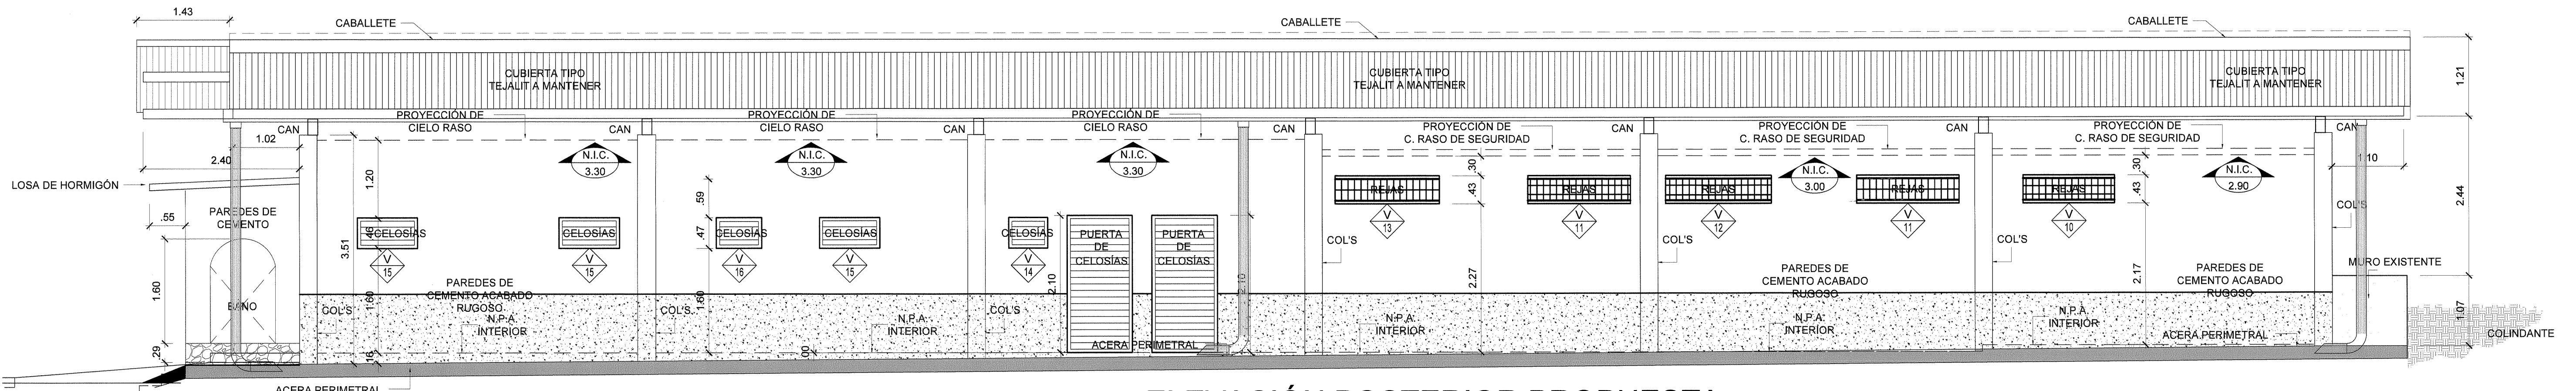 1.43
CABALLETE
CABALLETE
CABALLETE
CUBIERTA TIPO
TEJALIT A MANTENER
CUBIERTA TIPO
TEJALIT A MANTENER
CUBIERTA TIPO
TEJALIT A MANTENER
1.21
PROYECCIÓN DE
CIELO RASO
PROYECCIÓN DE
CIELO RASO
PROYECCIÓN DE
CIELO RASO
PROYECCIÓN DE
C. RASO DE SEGURIDAD
PROYECCIÓN DE
C. RASO DE SEGURIDAD
PROYECCIÓN DE
C. RASO DE SEGURIDAD
CAN
CAN
CAN
CAN
CAN
CAN
CAN
1.02
2.40
N.I.C.
3.30
N.I.C.
3.30
N.I.C.
3.30
N.I.C.
3.00
N.I.C.
2.90
1.10
LOSA DE HORMIGÓN
1.20
.59
.30
.43
.30
.43
2.44
REJAS
REJAS
REJAS
REJAS
REJAS
.55
PAREDES DE
CEMENTO
3.51
.46
.47
CELOSÍAS
CELOSÍAS
CELOSÍAS
CELOSÍAS
CELOSÍAS
PUERTA
DE
CELOSÍAS
PUERTA
DE
CELOSÍAS
V
13
V
11
V
12
V
11
V
10
COL'S
COL'S
COL'S
COL'S
V
15
V
15
V
16
V
15
V
14
MURO EXISTENTE
PAREDES DE
CEMENTO ACABADO
RUGOSO
PAREDES DE
CEMENTO ACABADO
RUGOSO
PAREDES DE
CEMENTO ACABADO
RUGOSO
1.60
1.60
1.60
2.10
2.10
2.27
2.17
1.07
BAÑO
COL'S
COL'S
COL'S
N.P.A.
INTERIOR
N.P.A.
INTERIOR
N.P.A.
INTERIOR
N.P.A.
INTERIOR
N.P.A.
INTERIOR
ACERA PERIMETRAL
ACERA PERIMETRAL
COLINDANTE
.29
.16
ACERA PERIMETRAL
ELEVACIÓN POSTERIOR PROPUESTA